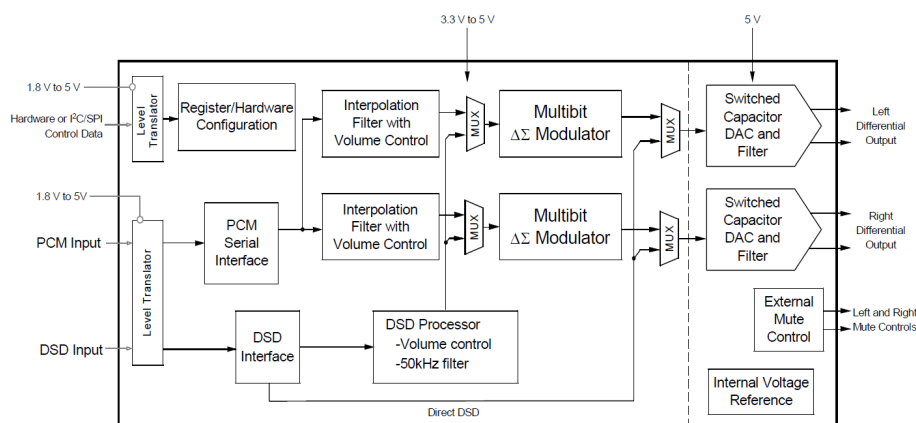 3.3 V to 5 V
5 V
1.8 V to 5 V
Hardware or I²C/SPI
Control Data
Level
Translator
Register/Hardware
Configuration
Interpolation
Filter with
Volume Control
MUX
Multibit
ΔΣ Modulator
MUX
Switched
Capacitor
DAC and
Filter
Left
Differential
Output
1.8 V to 5V
PCM Input
Level Translator
PCM
Serial
Interface
Interpolation
Filter with
Volume Control
MUX
Multibit
ΔΣ Modulator
MUX
Switched
Capacitor
DAC and
Filter
Right
Differential
Output
DSD Input
DSD
Interface
DSD Processor
-Volume control
-50kHz filter
External
Mute
Control
Left and Right
Mute Controls
Internal Voltage
Reference
Direct DSD